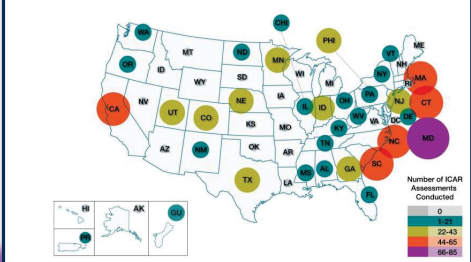 CHI
WA
ME
ND
PHI
VT
MT
MN
NH
OR
NY
MA
ID
SD
WI
RI
MI
WY
CT
PA
IA
NE
NJ
OH
NV
IL
ID
DE
CA
UT
CO
WV
DC
MD
VA
KS
MO
KY
NC
TN
OK
AZ
NM
AR
SC
MS
AL
GA
TX
LA
FL
HI
AK
GU
PR
Number of ICAR
Assessments
Conducted
0
1-21
22-43
44-65
66-85